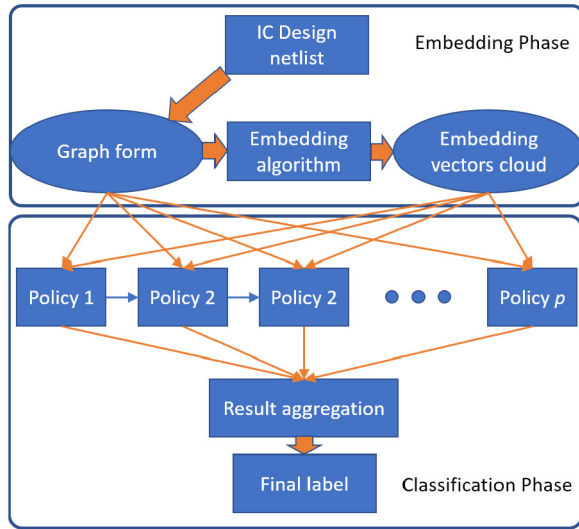 IC Design
netlist
Embedding Phase
Graph form
Embedding
algorithm
Embedding
vectors cloud
Policy 1
Policy 2
Policy 2
Policy p
Result aggregation
Final label
Classification Phase